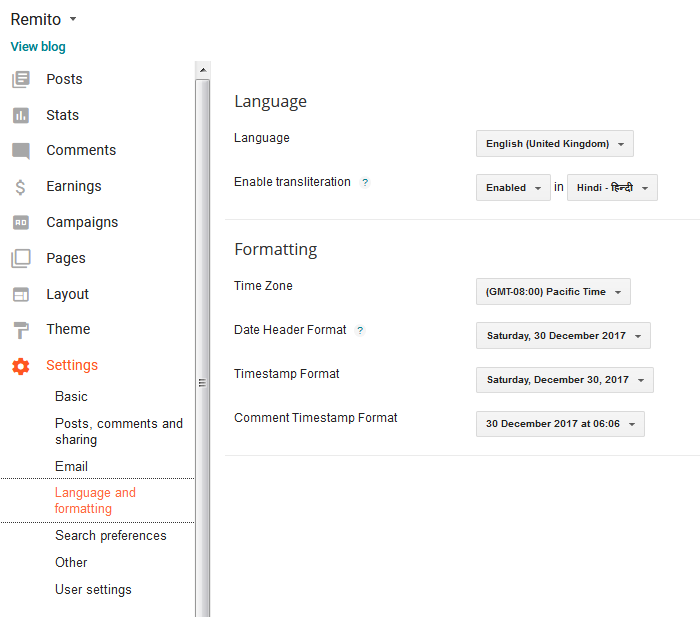 Remito
View blog
Posts
Stats
Comments
Earnings
Campaigns
Pages
Layout
Theme
Settings
Basic
Posts, comments and
sharing
Email
Language and
formatting
Search preferences
Other
User settings
Language
Language English (United Kingdom)
Enable transliteration ? Enabled in Hindi - हिन्दी
Formatting
Time Zone (GMT-08:00) Pacific Time
Date Header Format ? Saturday, 30 December 2017
Timestamp Format Saturday, December 30, 2017
Comment Timestamp Format 30 December 2017 at 06:06